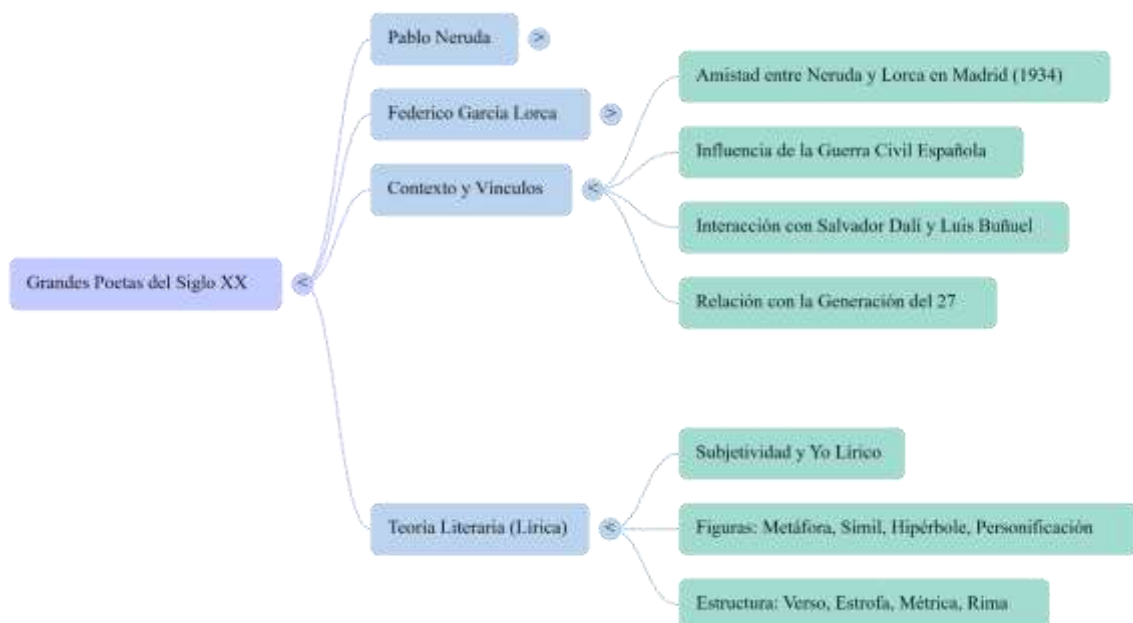 Grandes Poetas del Siglo XX
<
Pablo Neruda
>
Federico García Lorca
>
Contexto y Vínculos
<
Amistad entre Neruda y Lorca en Madrid (1934)
Influencia de la Guerra Civil Española
Interacción con Salvador Dalí y Luis Buñuel
Relación con la Generación del 27
Teoría Literaria (Lírica)
<
Subjetividad y Yo Lírico
Figuras: Metáfora, Símil, Hipérbole, Personificación
Estructura: Verso, Estrofa, Métrica, Rima